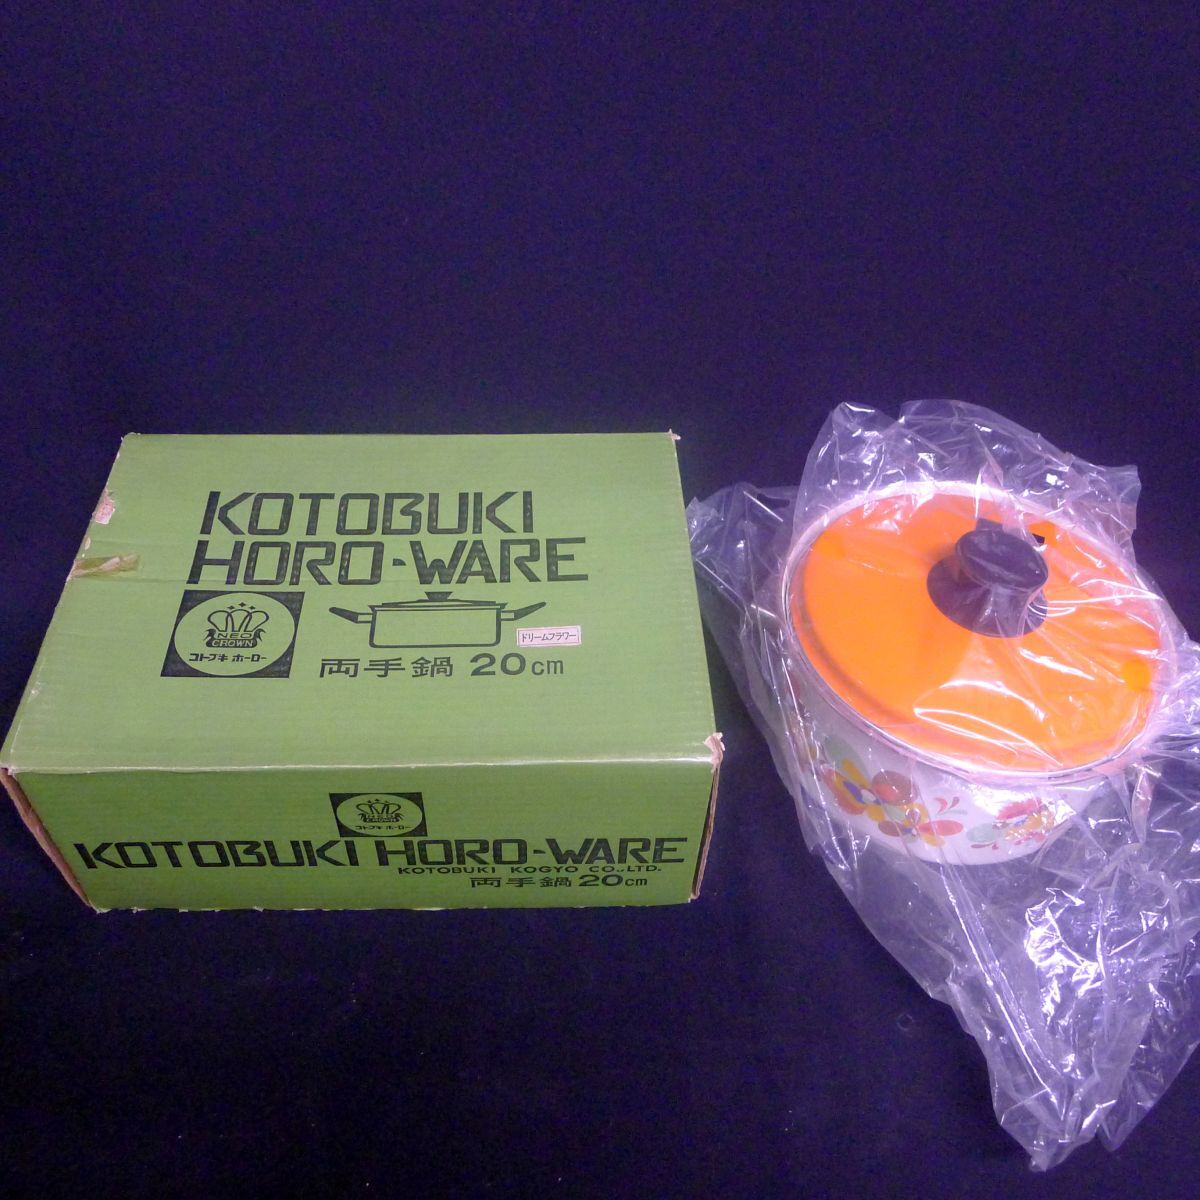 KOTOBUKI
HORO-WARE
NEO
CROWN
コトブキ ホーロー
ドリームフラワー
両手鍋 20cm
NEO
CROWN
コトブキ ホーロー
KOTOBUKI HORO-WARE
KOTOBUKI KOGYO CO.,LTD.
両手鍋 20cm